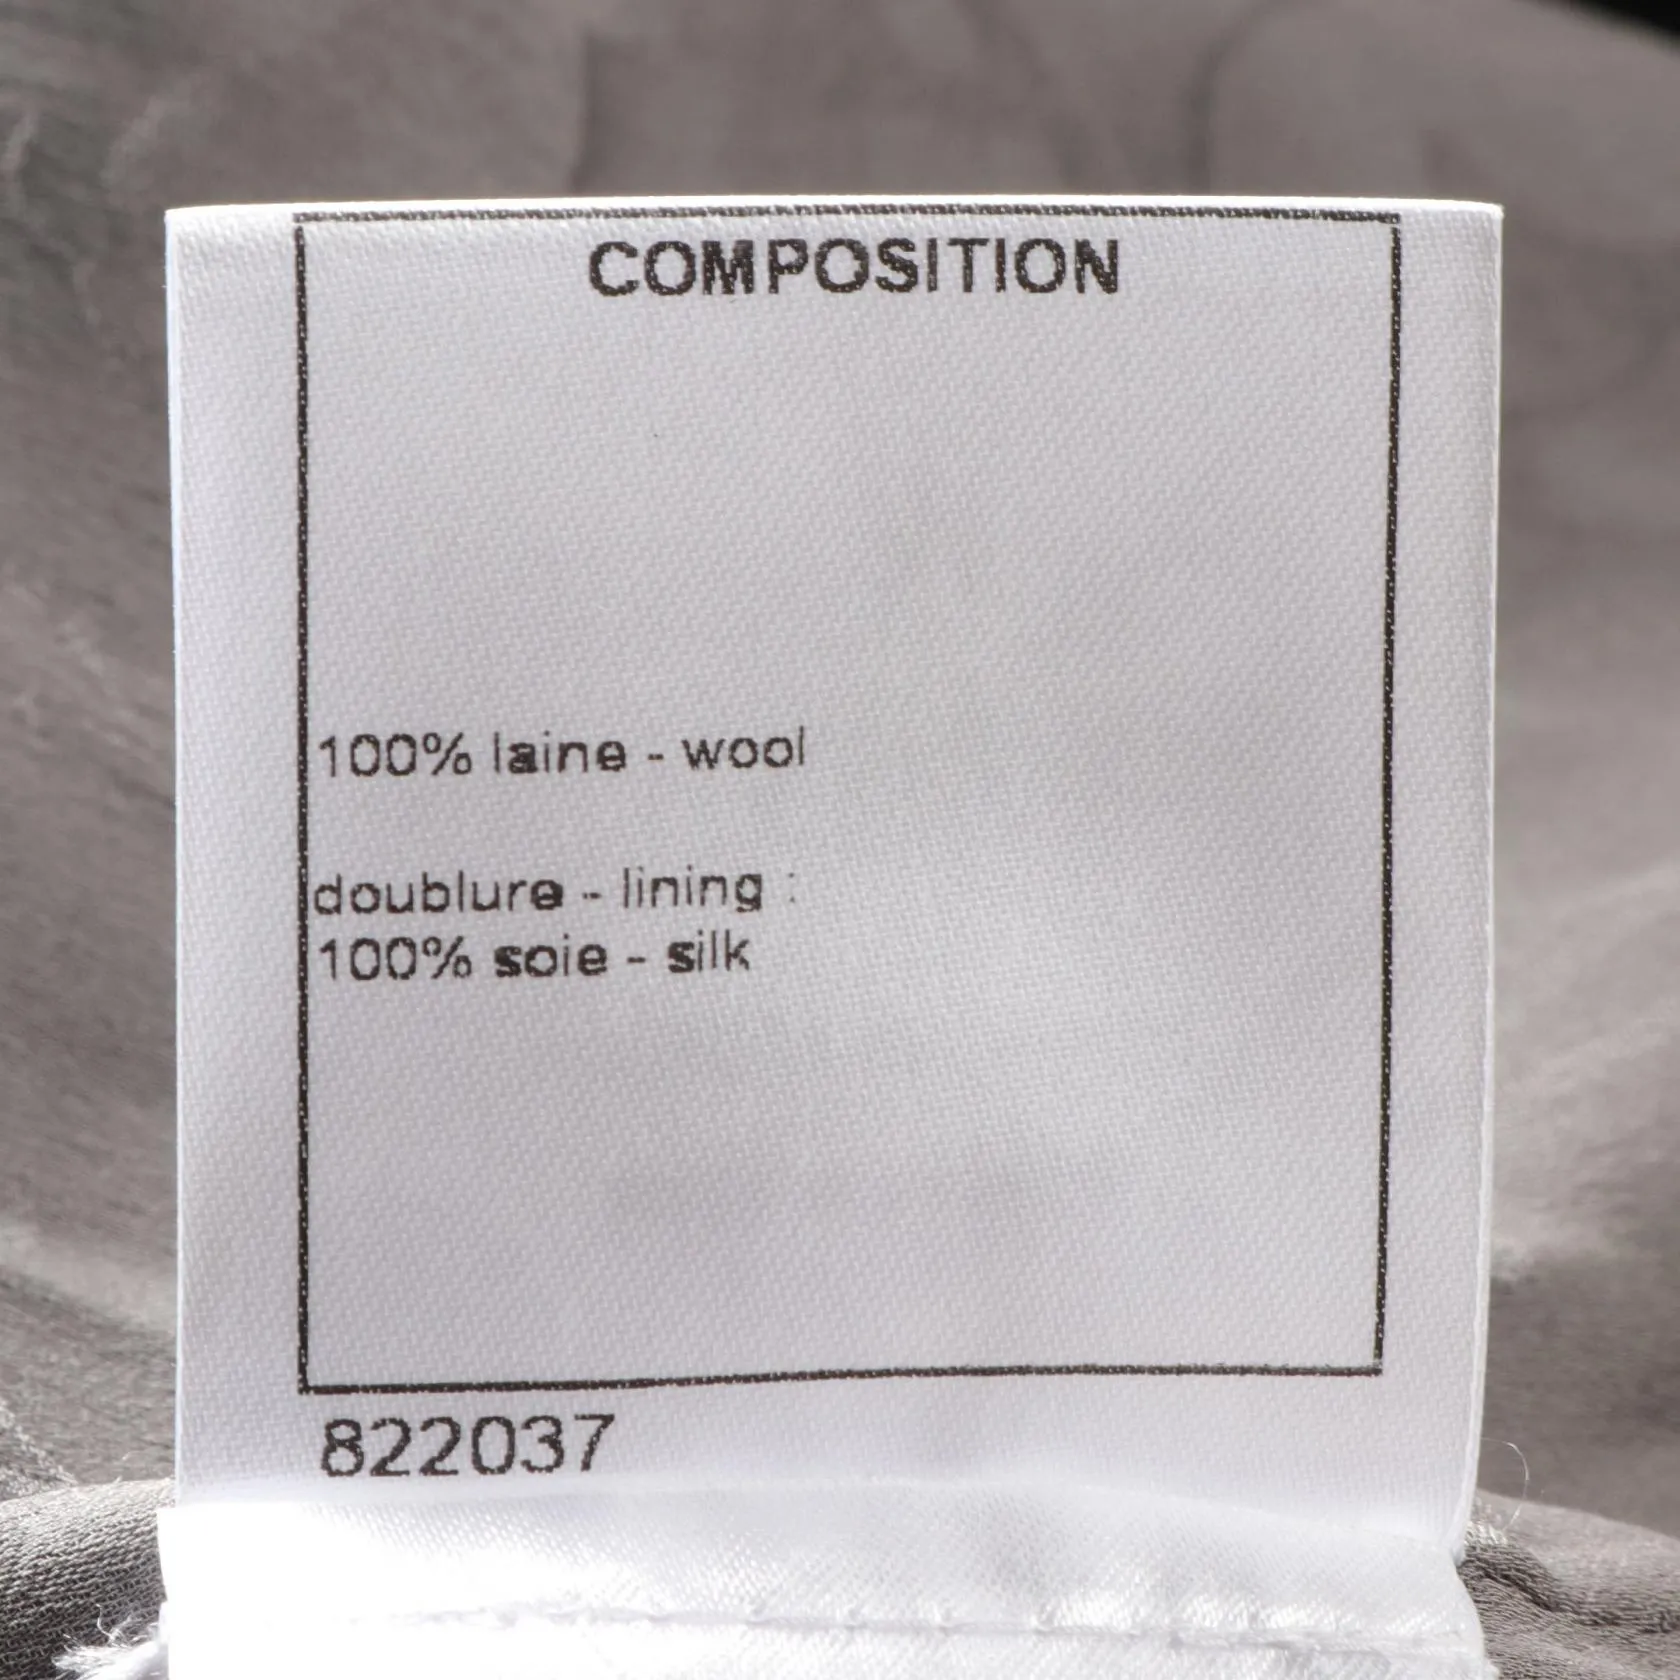 COMPOSITION
100% laine - wool
doublure - lining :
100% soie - silk
822037